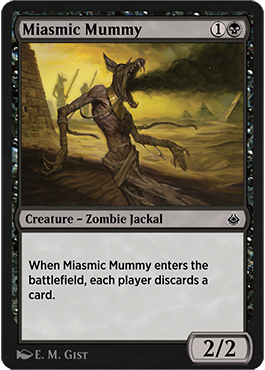 Miasmic Mummy 1
Creature – Zombie Jackal
When Miasmic Mummy enters the
battlefield, each player discards a
card.
E. M. Gist
2/2